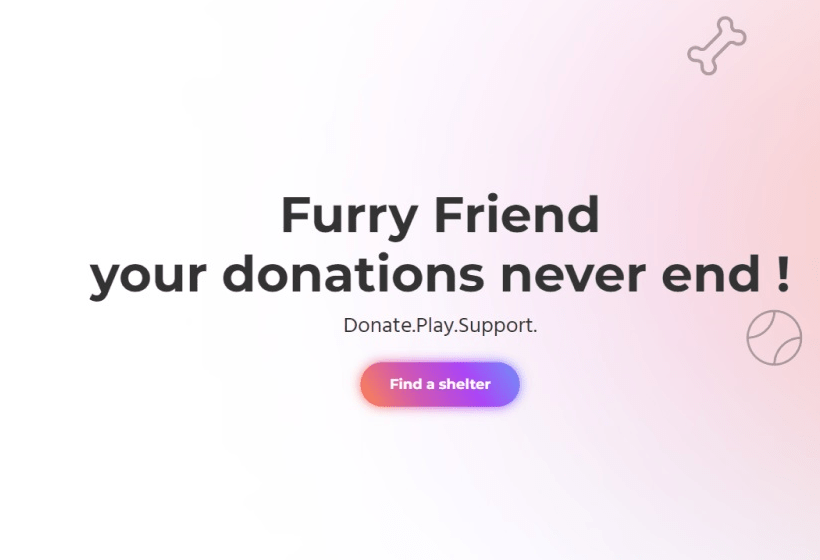 Furry Friend
your donations never end !
Donate.Play.Support.
Find a shelter